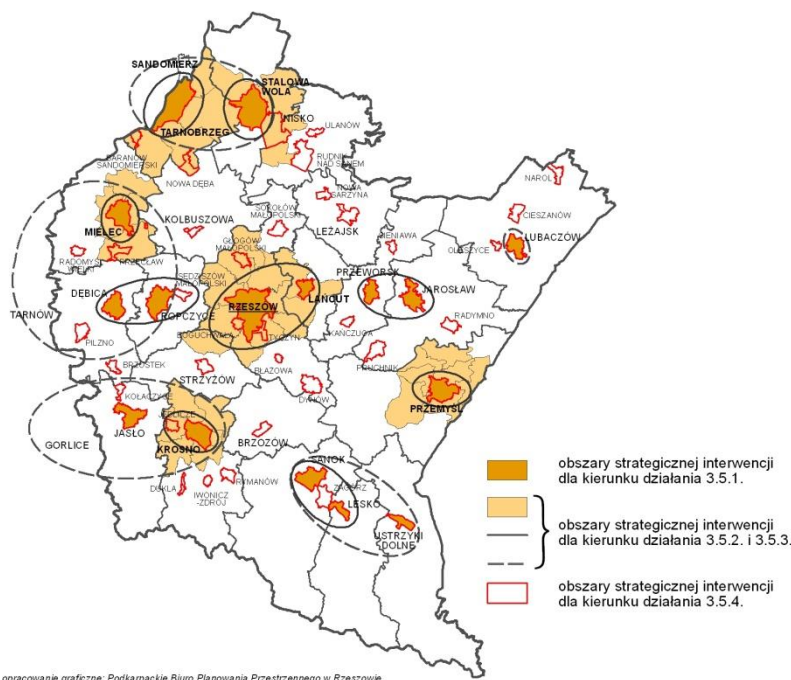 SANDOMIERZ
STALOWA
WOLA
TARNOBRZEG
NISKO
ULANÓW
RUDNIK
NAD SANEM
BARANÓW
SANDOMIERSKI
NOWA DĘBA
NAROL
CIESZANÓW
NOWA
SARZYNA
SOKOŁÓW
MAŁOPOLSKI
KOLBUSZOWA
LEŻAJSK
SIENIAWA
OLESZYCE
LUBACZÓW
MIELEC
RADOMYŚL
WIELKI
PRZECŁAW
GŁOGÓW
MAŁOPOLSKI
SĘDZISZÓW
MAŁOPOLSKI
PRZEWORSK
JAROSŁAW
DĘBICA
ROPCZYCE
RZESZÓW
ŁAŃCUT
TARNÓW
RADYMNO
KAŃCZUGA
BOGUCHWAŁA
TYCZYN
PILZNO
BRZOSTEK
STRZYŻÓW
BŁAŻOWA
PRUCHNIK
DYNÓW
KOŁACZYCE
PRZEMYŚL
JEDLICZE
JASŁO
GORLICE
KROSNO
BRZOZÓW
SANOK
ZAGÓRZ
LESKO
DUKLA
IWONICZ
-ZDRÓJ
RYMANÓW
USTRZYKI
DOLNE
obszary strategicznej interwencji
dla kierunku działania 3.5.1.
obszary strategicznej interwencji
dla kierunku działania 3.5.2. i 3.5.3.
obszary strategicznej interwencji
dla kierunku działania 3.5.4.
opracowanie graficzne: Podkarpackie Biuro Planowania Przestrzennego w Rzeszowie